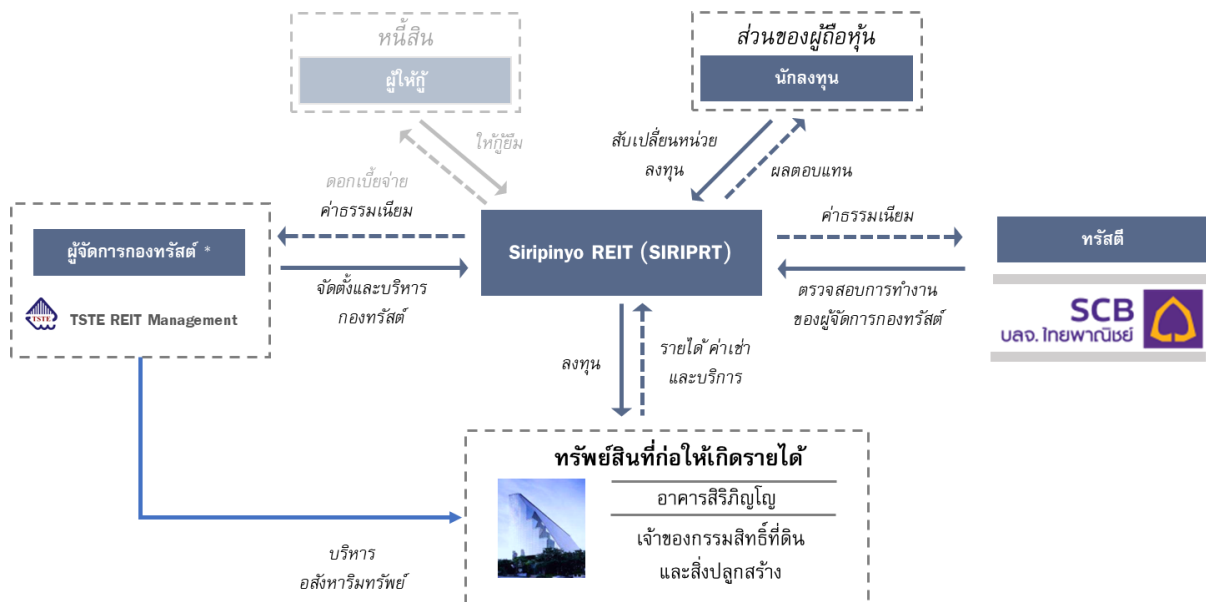 หนี้สิน
ผู้ให้กู้
ส่วนของผู้ถือหุ้น
นักลงทุน
ให้กู้ยืม
ดอกเบี้ยจ่าย
สับเปลี่ยนหน่วย
ลงทุน
ผลตอบแทน
ค่าธรรมเนียม
ผู้จัดการกองทรัสต์ *
TSTE
TSTE REIT Management
จัดตั้งและบริหาร
กองทรัสต์
Siripinyo REIT (SIRIPRT)
ค่าธรรมเนียม
ทรัสตี
ตรวจสอบการทำงาน
ของผู้จัดการกองทรัสต์
SCB
บลจ. ไทยพาณิชย์
ลงทุน
รายได้ ค่าเช่า
และบริการ
ทรัพย์สินที่ก่อให้เกิดรายได้
อาคารสิริภิญโญ
เจ้าของกรรมสิทธิ์ที่ดิน
และสิ่งปลูกสร้าง
บริหาร
อสังหาริมทรัพย์